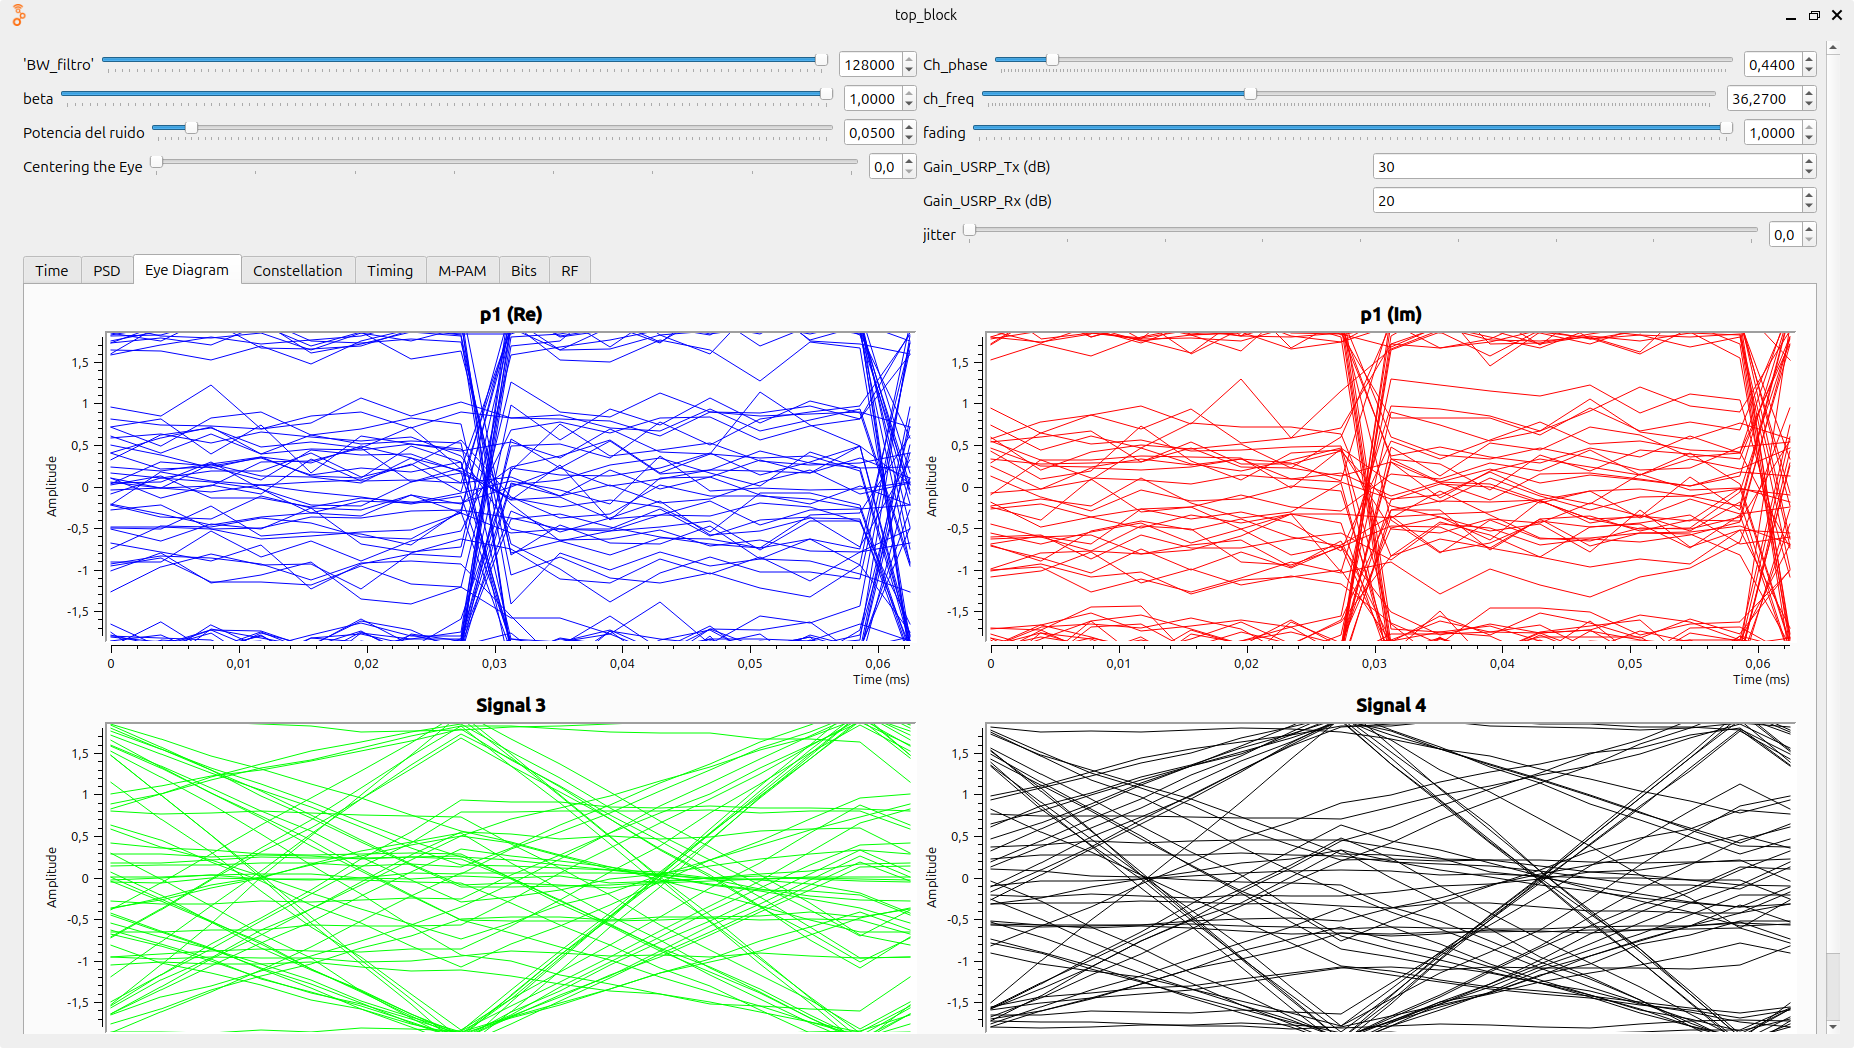 top_block
'BW_filtro' 128000 Ch_phase 0,4400
beta 1,0000 ch_freq 36,2700
Potencia del ruido 0,0500 fading 1,0000
Centering the Eye 0,0 Gain_USRP_Tx (dB) 30
Gain_USRP_Rx (dB) 20
jitter 0,0
Time PSD Eye Diagram Constellation Timing M-PAM Bits RF
p1 (Re)
1,5
1
0,5
0
-0,5
-1
-1,5
Amplitude
0 0,01 0,02 0,03 0,04 0,05 0,06
Time (ms)
p1 (Im)
1,5
1
0,5
0
-0,5
-1
-1,5
Amplitude
0 0,01 0,02 0,03 0,04 0,05 0,06
Time (ms)
Signal 3
1,5
1
0,5
0
-0,5
-1
-1,5
Amplitude
Signal 4
1,5
1
0,5
0
-0,5
-1
-1,5
Amplitude